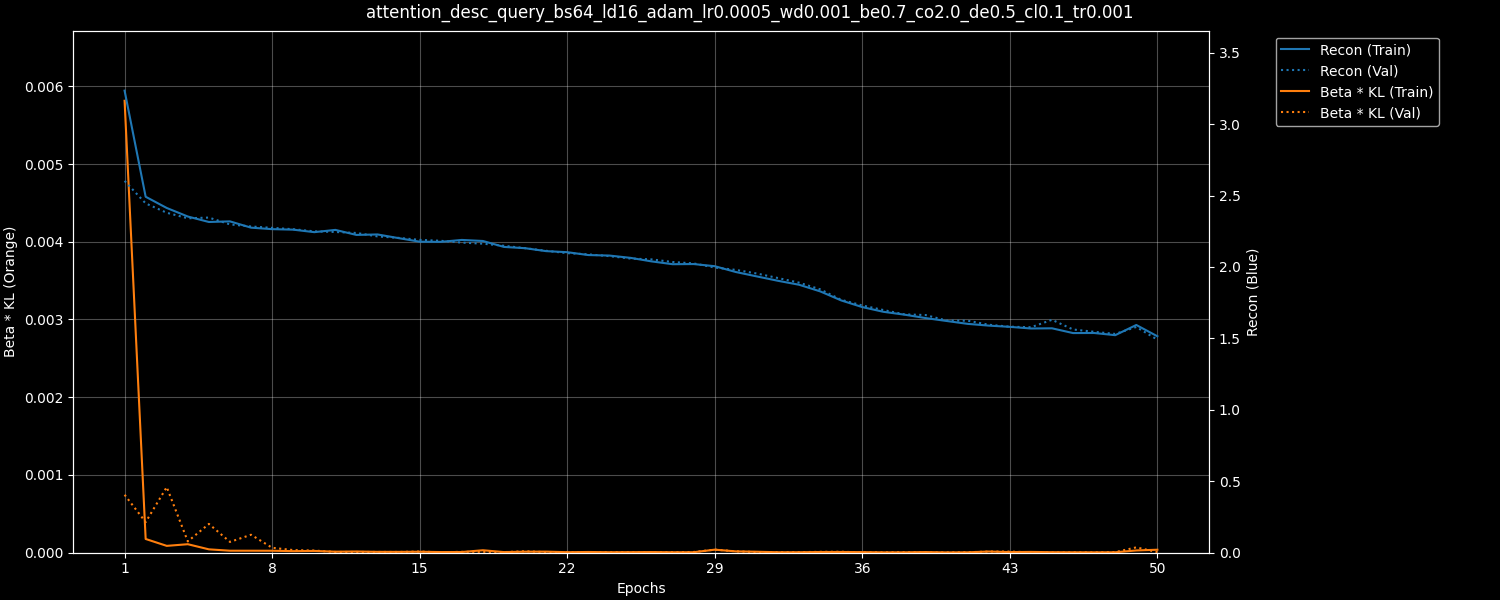 attention_desc_query_bs64_ld16_adam_lr0.0005_wd0.001_be0.7_co2.0_de0.5_cl0.1_tr0.001
Recon (Train)
Recon (Val)
Beta * KL (Train)
Beta * KL (Val)
Beta * KL (Orange)
0.006
0.005
0.004
0.003
0.002
0.001
0.000
Recon (Blue)
3.5
3.0
2.5
2.0
1.5
1.0
0.5
0.0
1 8 15 22 29 36 43 50
Epochs